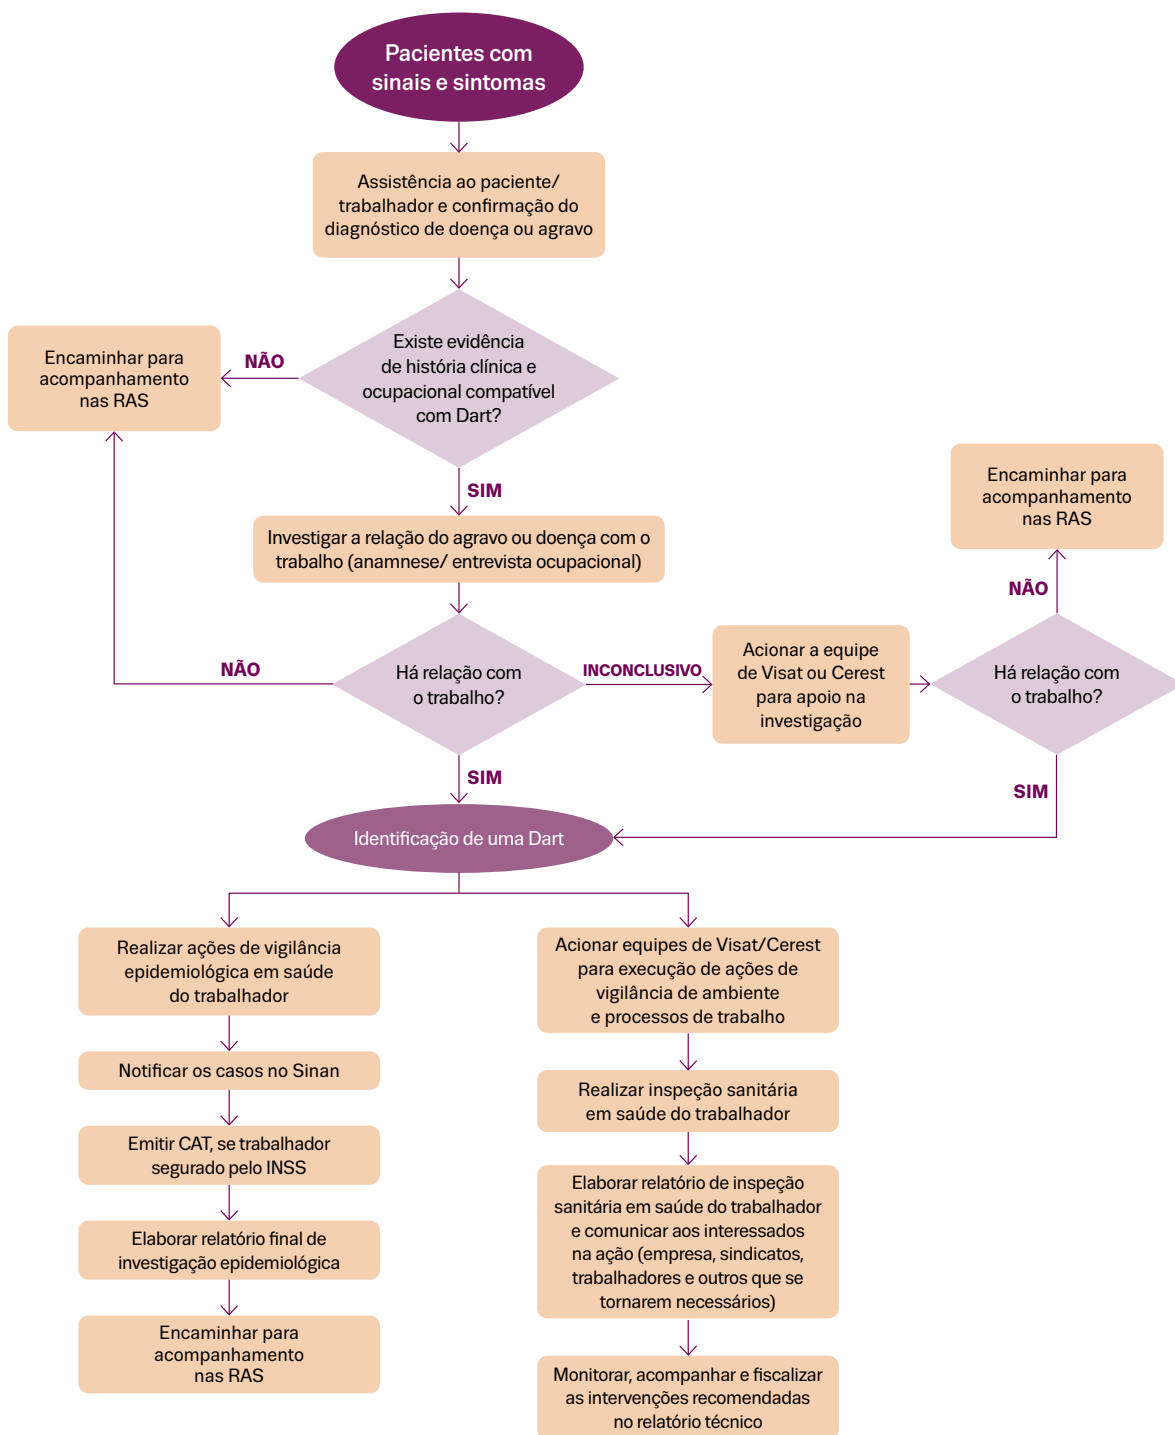 Pacientes com
sinais e sintomas
Assistência ao paciente/
trabalhador e confirmação do
diagnóstico de doença ou agravo
Existe evidência
de história clínica e
ocupacional compatível
com Dart?
NÃO
Encaminhar para
acompanhamento
nas RAS
SIM
Investigar a relação do agravo ou doença com o
trabalho (anamnese/ entrevista ocupacional)
Há relação com
o trabalho?
NÃO
INCONCLUSIVO
Acionar a equipe
de Visat ou Cerest
para apoio na
investigação
Há relação com
o trabalho?
NÃO
Encaminhar para
acompanhamento
nas RAS
SIM
SIM
Identificação de uma Dart
Realizar ações de vigilância
epidemiológica em saúde
do trabalhador
Notificar os casos no Sinan
Emitir CAT, se trabalhador
segurado pelo INSS
Elaborar relatório final de
investigação epidemiológica
Encaminhar para
acompanhamento
nas RAS
Acionar equipes de Visat/Cerest
para execução de ações de
vigilância de ambiente
e processos de trabalho
Realizar inspeção sanitária
em saúde do trabalhador
Elaborar relatório de inspeção
sanitária em saúde do trabalhador
e comunicar aos interessados
na ação (empresa, sindicatos,
trabalhadores e outros que se
tornarem necessários)
Monitorar, acompanhar e fiscalizar
as intervenções recomendadas
no relatório técnico